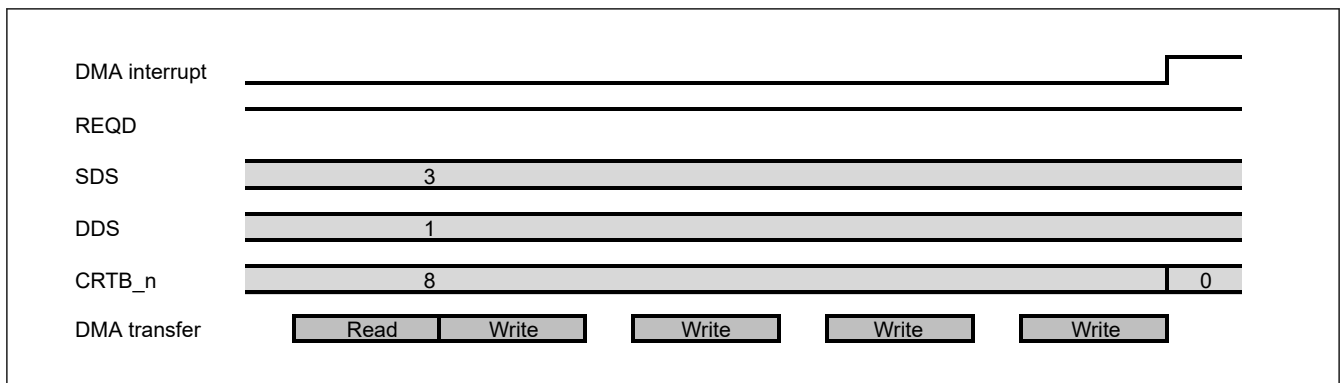 DMA interrupt
REQD
SDS 3
DDS 1
CRTB_n 8 0
DMA transfer Read Write Write Write Write